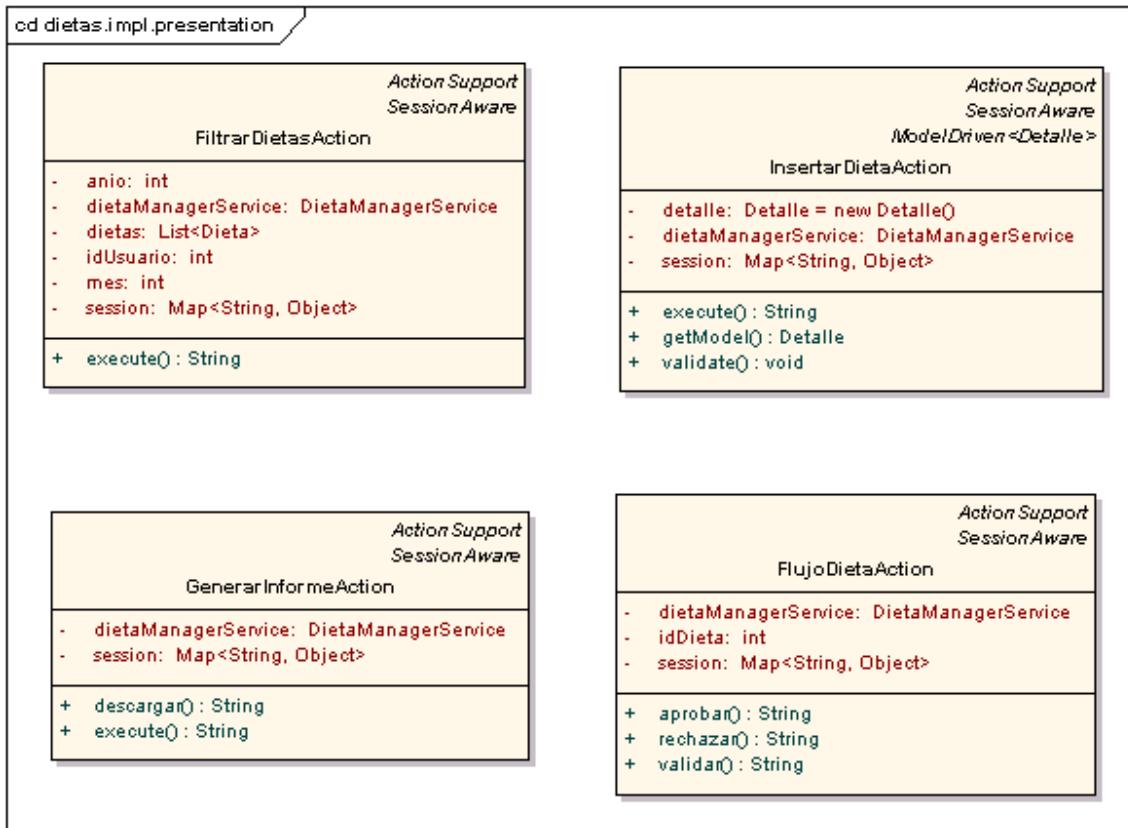 cd dietas.impl.presentation
Action Support
Session Aware
FiltrarDietasAction
- anio: int
- dietaManagerService: DietaManagerService
- dietas: List<Dieta>
- idUsuario: int
- mes: int
- session: Map<String, Object>
+ execute() : String
Action Support
Session Aware
ModelDriven<Detalle>
InsertarDietaAction
- detalle: Detalle = new Detalle()
- dietaManagerService: DietaManagerService
- session: Map<String, Object>
+ execute() : String
+ getModel() : Detalle
+ validate() : void
Action Support
Session Aware
GenerarInformeAction
- dietaManagerService: DietaManagerService
- session: Map<String, Object>
+ descargar() : String
+ execute() : String
Action Support
Session Aware
FlujoDietaAction
- dietaManagerService: DietaManagerService
- idDieta: int
- session: Map<String, Object>
+ aprobar() : String
+ rechazar() : String
+ validar() : String